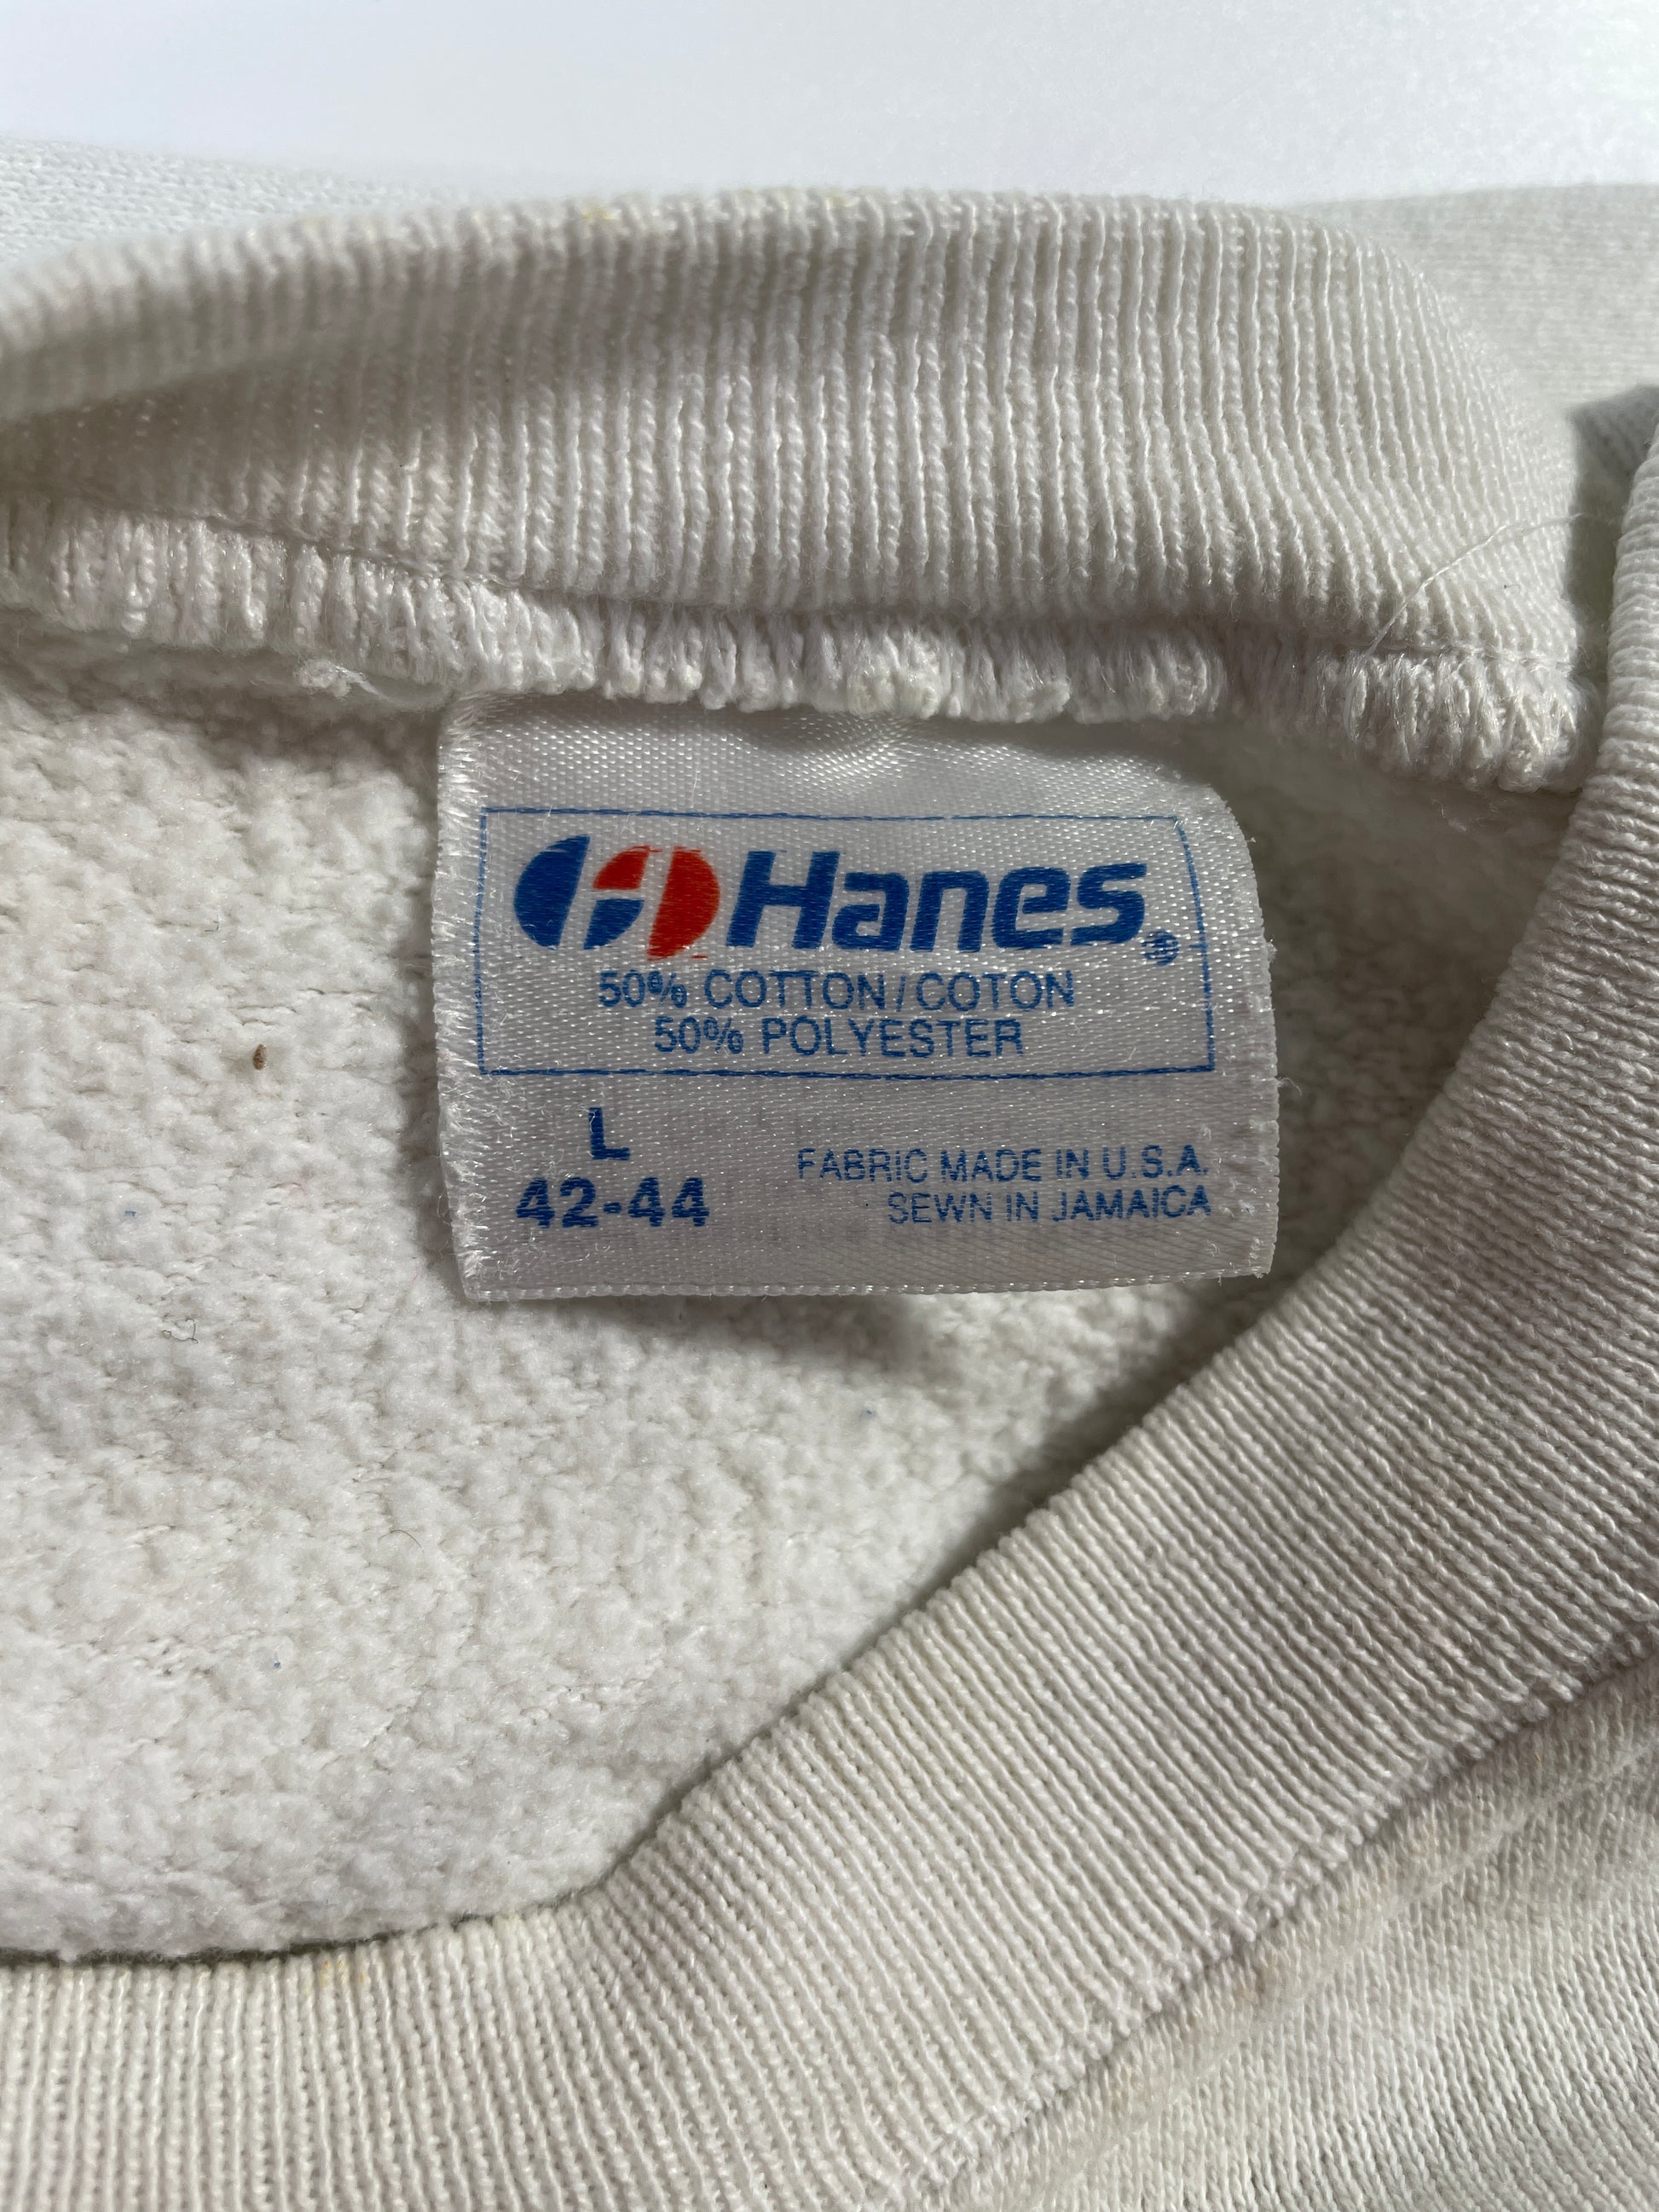 Hanes®
50% COTTON/COTON
50% POLYESTER
L
42-44
FABRIC MADE IN U.S.A.
SEWN IN JAMAICA